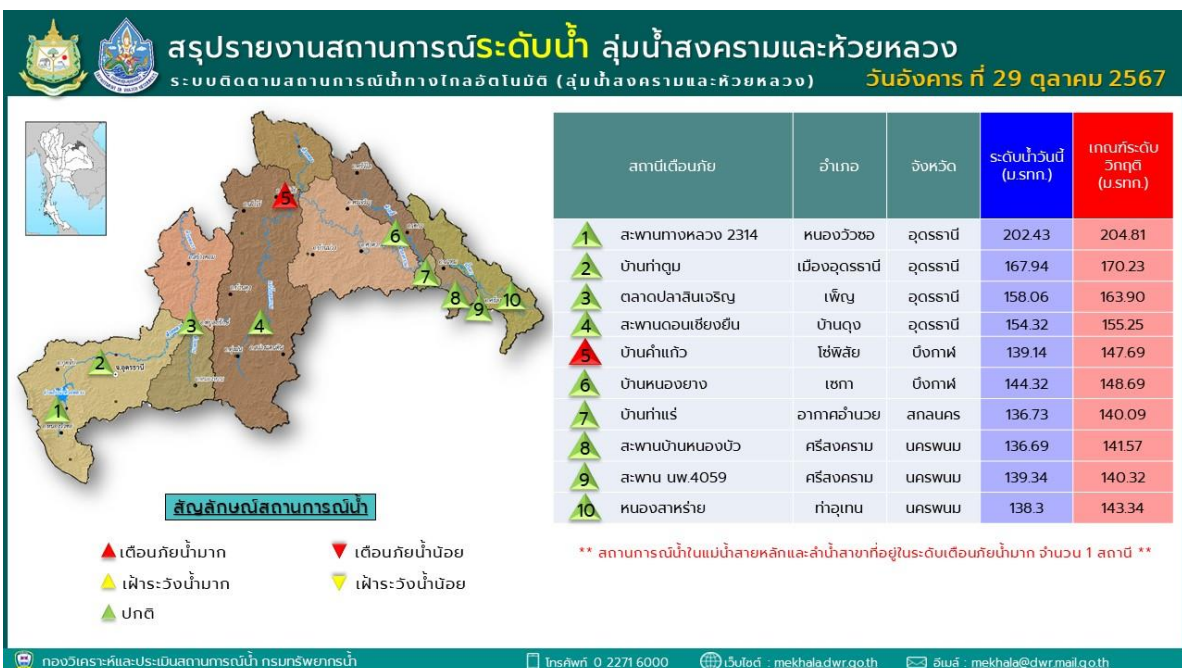 สรุปรายงานสถานการณ์ระดับน้ำ ลุ่มน้ำสงครามและห้วยหลวง
ระบบติดตามสถานการณ์น้ำทางไกลอัตโนมัติ (ลุ่มน้ำสงครามและห้วยหลวง) วันอังคาร ที่ 29 ตุลาคม 2567
สถานีเตือนภัย อำเภอ จังหวัด ระดับน้ำวันนี้ (ม.รทก.) เกณฑ์ระดับวิกฤติ (ม.รทก.)
1 สะพานทางหลวง 2314 หนองวัวซอ อุดรธานี 202.43 204.81
2 บ้านท่าตูม เมืองอุดรธานี อุดรธานี 167.94 170.23
3 ตลาดปลาสินเจริญ เพ็ญ อุดรธานี 158.06 163.90
4 สะพานดอนเชียงยืน บ้านดุง อุดรธานี 154.32 155.25
5 บ้านคำแก้ว โซ่พิสัย บึงกาฬ 139.14 147.69
6 บ้านหนองยาง เซกา บึงกาฬ 144.32 148.69
7 บ้านท่าแร่ อากาศอำนวย สกลนคร 136.73 140.09
8 สะพานบ้านหนองบัว ศรีสงคราม นครพนม 136.69 141.57
9 สะพาน นพ.4059 ศรีสงคราม นครพนม 139.34 140.32
10 หนองสาหร่าย ท่าอุเทน นครพนม 138.3 143.34
5
6
7
8
9
10
3
4
2
จ.อุดรธานี
1
สัญลักษณ์สถานการณ์น้ำ
เตือนภัยน้ำมาก เตือนภัยน้ำน้อย
เฝ้าระวังน้ำมาก เฝ้าระวังน้ำน้อย
ปกติ
** สถานการณ์น้ำในแม่น้ำสายหลักและลำน้ำสาขาที่อยู่ในระดับเตือนภัยน้ำมาก จำนวน 1 สถานี **
กองวิเคราะห์และประเมินสถานการณ์น้ำ กรมทรัพยากรน้ำ โทรศัพท์ 0 2271 6000 เว็บไซต์ : mekhala.dwr.go.th อีเมล์ : mekhala@dwr.mail.go.th